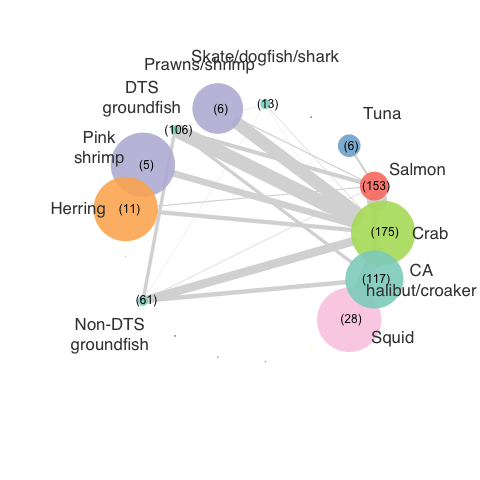 Skate/dogfish/shark
Prawns/shrimp
DTS
groundfish
(6)
(13)
(106)
Tuna
(6)
Pink
shrimp
(5)
Salmon
(153)
Herring
(11)
(175)
Crab
CA
halibut/croaker
(117)
(61)
Non-DTS
groundfish
(28)
Squid